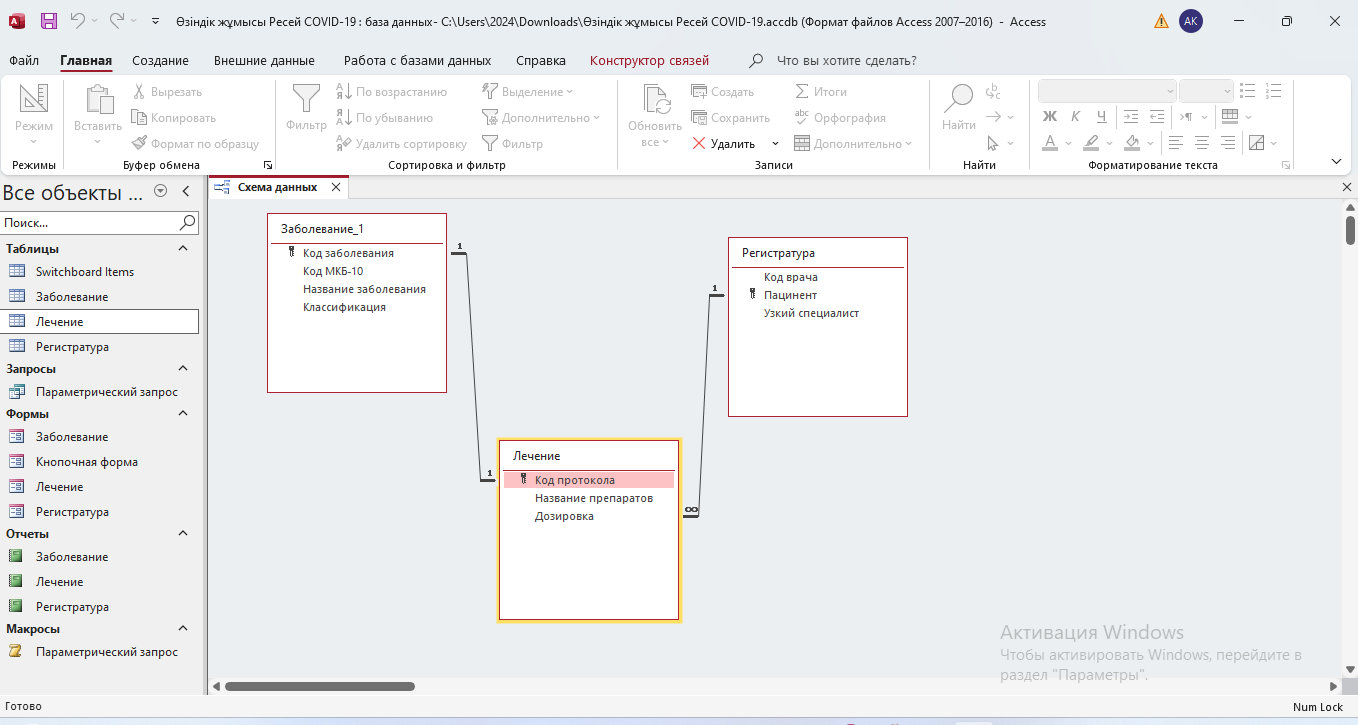 Өзіндік жұмысы Ресей COVID-19 : база данных- C:\Users\2024\Downloads\Өзіндік жұмысы Ресей COVID-19.accdb (Формат файлов Access 2007–2016) - Access
АК
Файл Главная Создание Внешние данные Работа с базами данных Справка Конструктор связей Что вы хотите сделать?
Режим
Режимы
Вставить
Вырезать
Копировать
Формат по образцу
Буфер обмена
Фильтр
По возрастанию
По убыванию
Удалить сортировку
Выделение
Дополнительно
Фильтр
Сортировка и фильтр
Обновить
все
Создать
Сохранить
Удалить
Итоги
Орфография
Дополнительно
Записи
Найти
Найти
Ж К Ч
Форматирование текста
Все объекты ...
Поиск...
Таблицы
Switchboard Items
Заболевание
Лечение
Регистратура
Запросы
Параметрический запрос
Формы
Заболевание
Кнопочная форма
Лечение
Регистратура
Отчеты
Заболевание
Лечение
Регистратура
Макросы
Параметрический запрос
Схема данных
Заболевание_1
Код заболевания
Код МКБ-10
Название заболевания
Классификация
1
1
Регистратура
Код врача
Пацинент
Узкий специалист
1
∞
Лечение
Код протокола
Название препаратов
Дозировка
Активация Windows
Чтобы активировать Windows, перейдите в
раздел "Параметры".
Готово
Num Lock